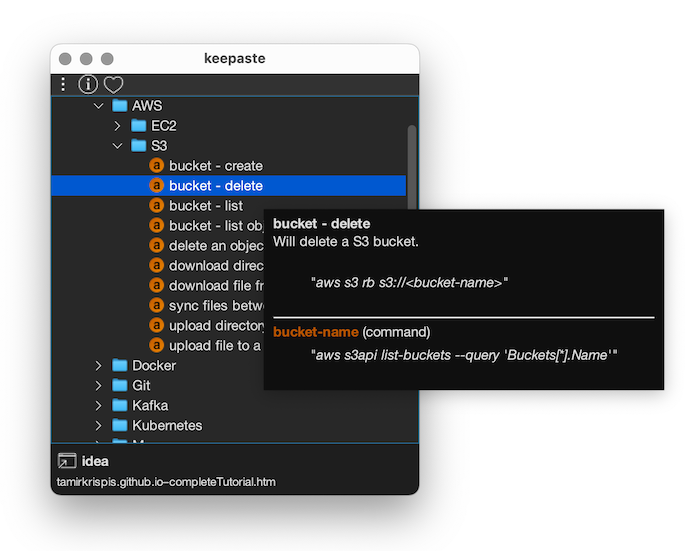 keepaste
AWS
EC2
S3
a bucket - create
a bucket - delete
a bucket - list
a bucket - list obj
a delete an objec
a download direc
a download file fr
a sync files betw
a upload directory
a upload file to a
bucket - delete
Will delete a S3 bucket.
"aws s3 rb s3://<bucket-name>"
bucket-name (command)
"aws s3api list-buckets --query 'Buckets[*].Name'"
Docker
Git
Kafka
Kubernetes
idea
tamirkrispis.github.io–completeTutorial.htm